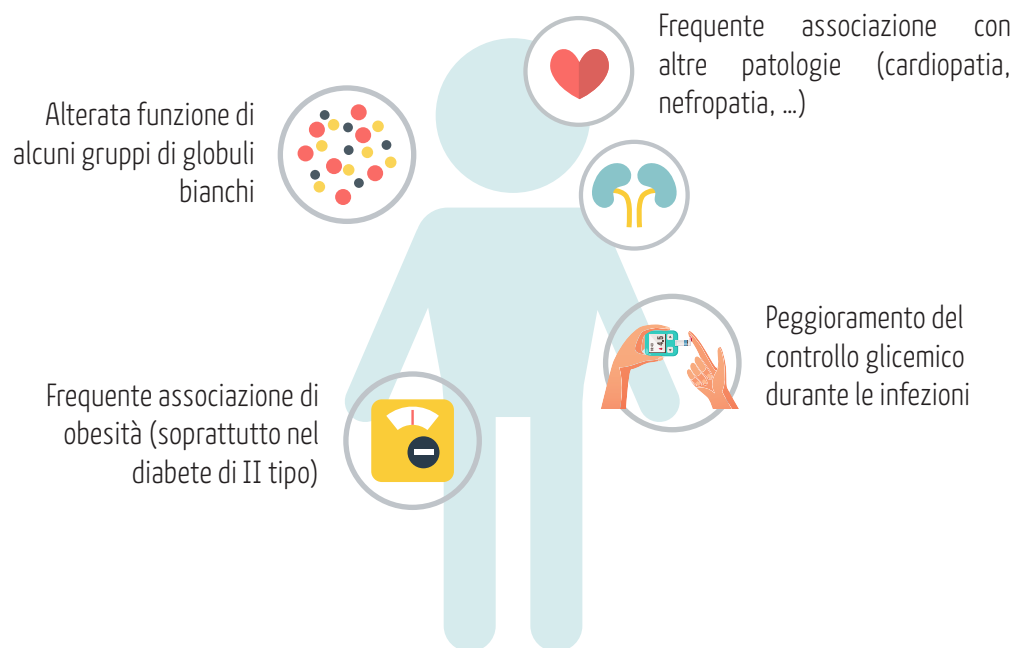 Frequente associazione con
altre patologie (cardiopatia,
nefropatia, ...)
Alterata funzione di
alcuni gruppi di globuli
bianchi
Peggioramento del
controllo glicemico
durante le infezioni
Frequente associazione di
obesità (soprattutto nel
diabete di II tipo)